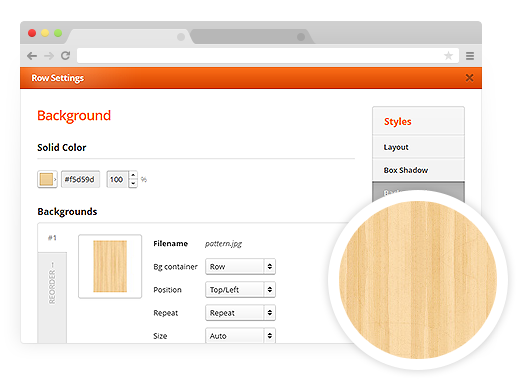 Row Settings
Background
Solid Color
#f5d59d 100 %
Backgrounds
#1
REORDER →
Filename pattern.jpg
Bg container Row
Position Top/Left
Repeat Repeat
Size Auto
Styles
Layout
Box Shadow